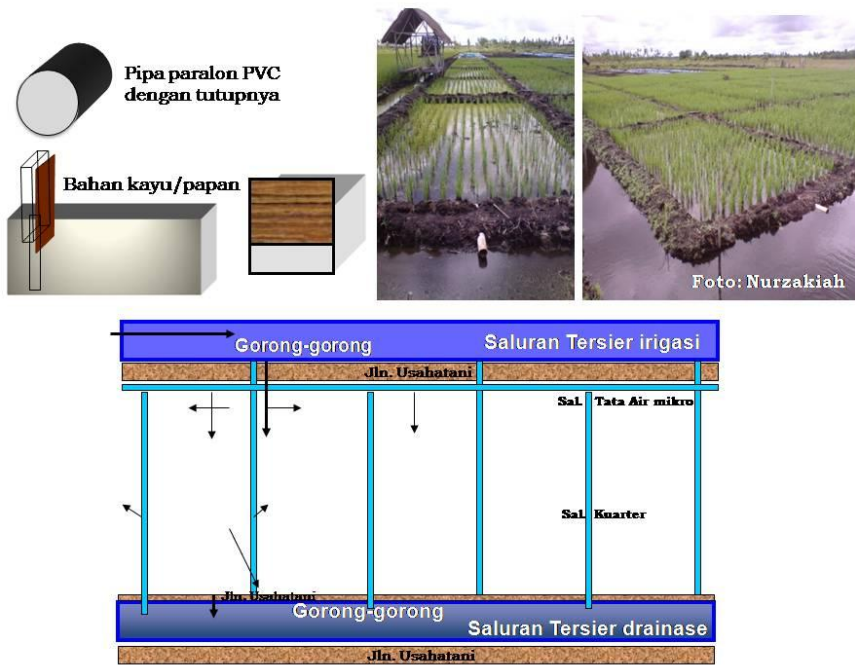 Pipa paralon PVC
dengan tutupnya
Bahan kayu/papan
Foto: Nurzakiah
Gorong-gorong
Saluran Tersier irigasi
Jln. Usahatani
Sal. Tata Air mikro
Sal. Kuarter
Jln. Usahatani
Gorong-gorong
Saluran Tersier drainase
Jln. Usahatani